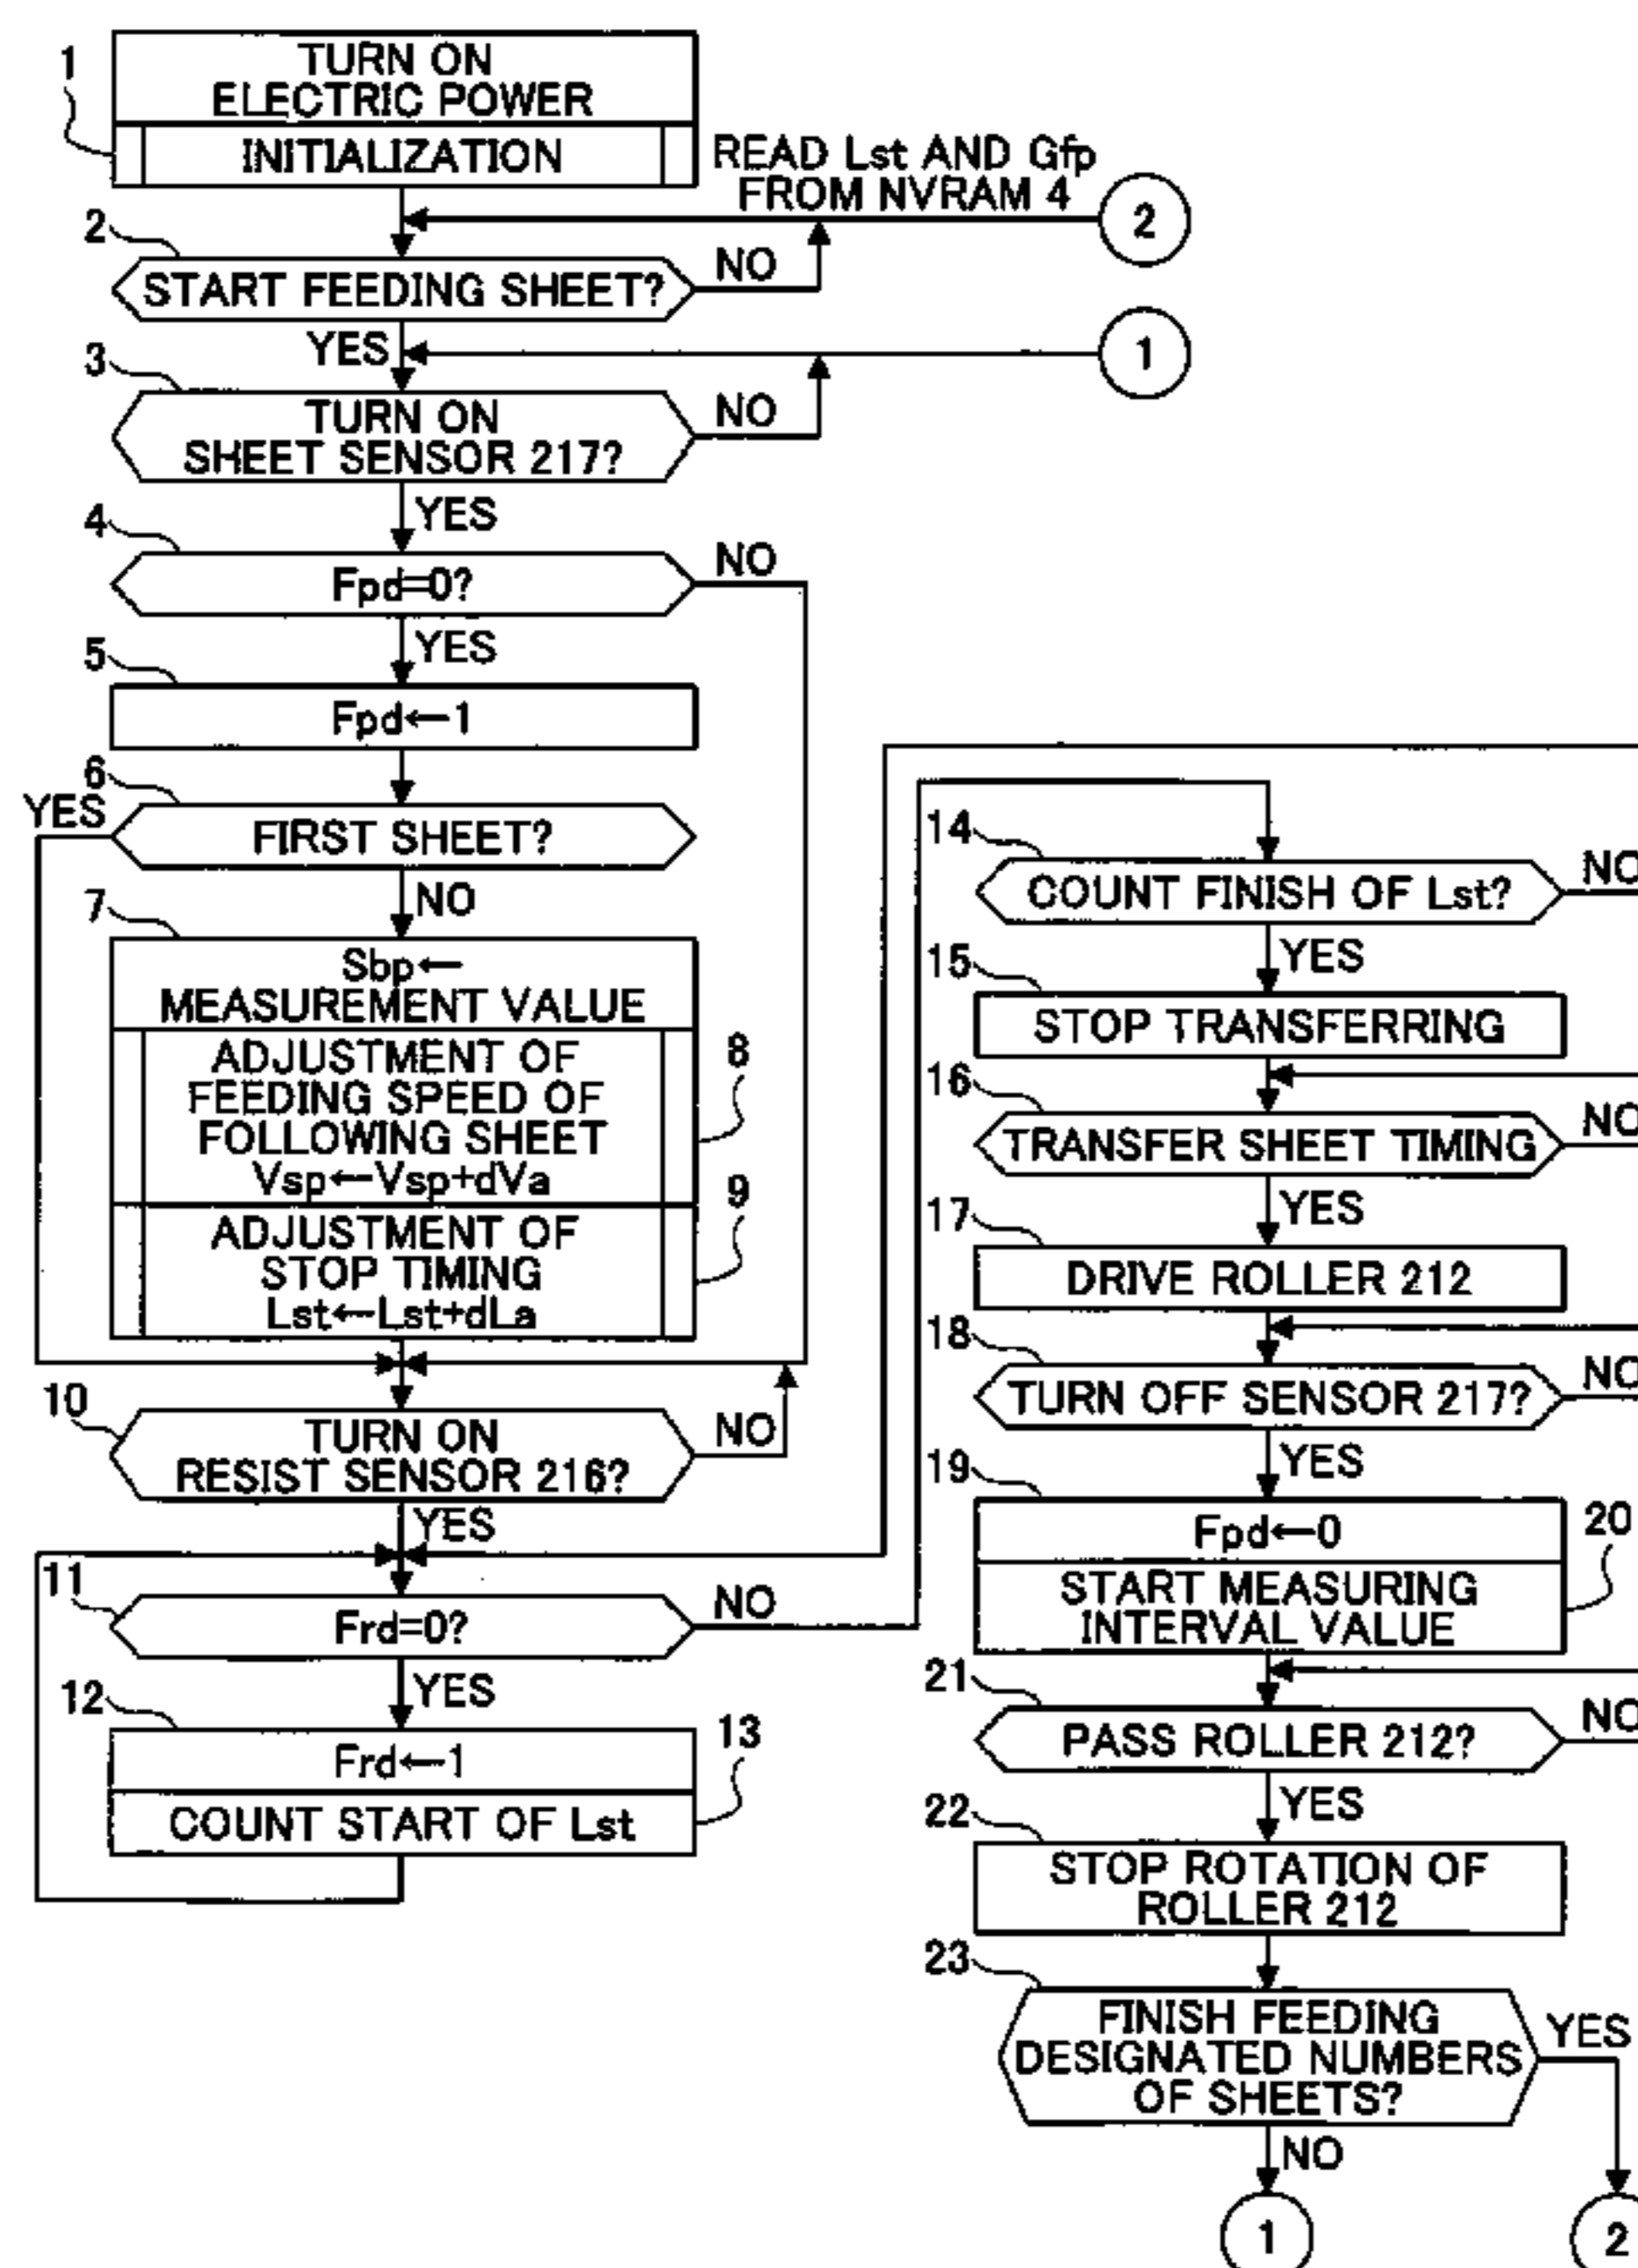 1
TURN ON
ELECTRIC POWER
INITIALIZATION
READ Lst AND Gfp
FROM NVRAM 4
2
2
START FEEDING SHEET?
NO
YES
1
3
TURN ON
SHEET SENSOR 217?
NO
YES
4
Fpd=0?
NO
YES
5
Fpd←1
6
YES
FIRST SHEET?
NO
7
Sbp←
MEASUREMENT VALUE
8
ADJUSTMENT OF
FEEDING SPEED OF
FOLLOWING SHEET
Vsp←Vsp+dVa
9
ADJUSTMENT OF
STOP TIMING
Lst←Lst+dLa
10
TURN ON
RESIST SENSOR 216?
NO
YES
11
Frd=0?
NO
YES
12
Frd←1
13
COUNT START OF Lst
14
COUNT FINISH OF Lst?
NO
YES
15
STOP TRANSFERRING
16
TRANSFER SHEET TIMING
NO
YES
17
DRIVE ROLLER 212
18
TURN OFF SENSOR 217?
NO
YES
19
Fpd←0
20
START MEASURING
INTERVAL VALUE
21
PASS ROLLER 212?
NO
YES
22
STOP ROTATION OF
ROLLER 212
23
FINISH FEEDING
DESIGNATED NUMBERS
OF SHEETS?
YES
NO
1
2